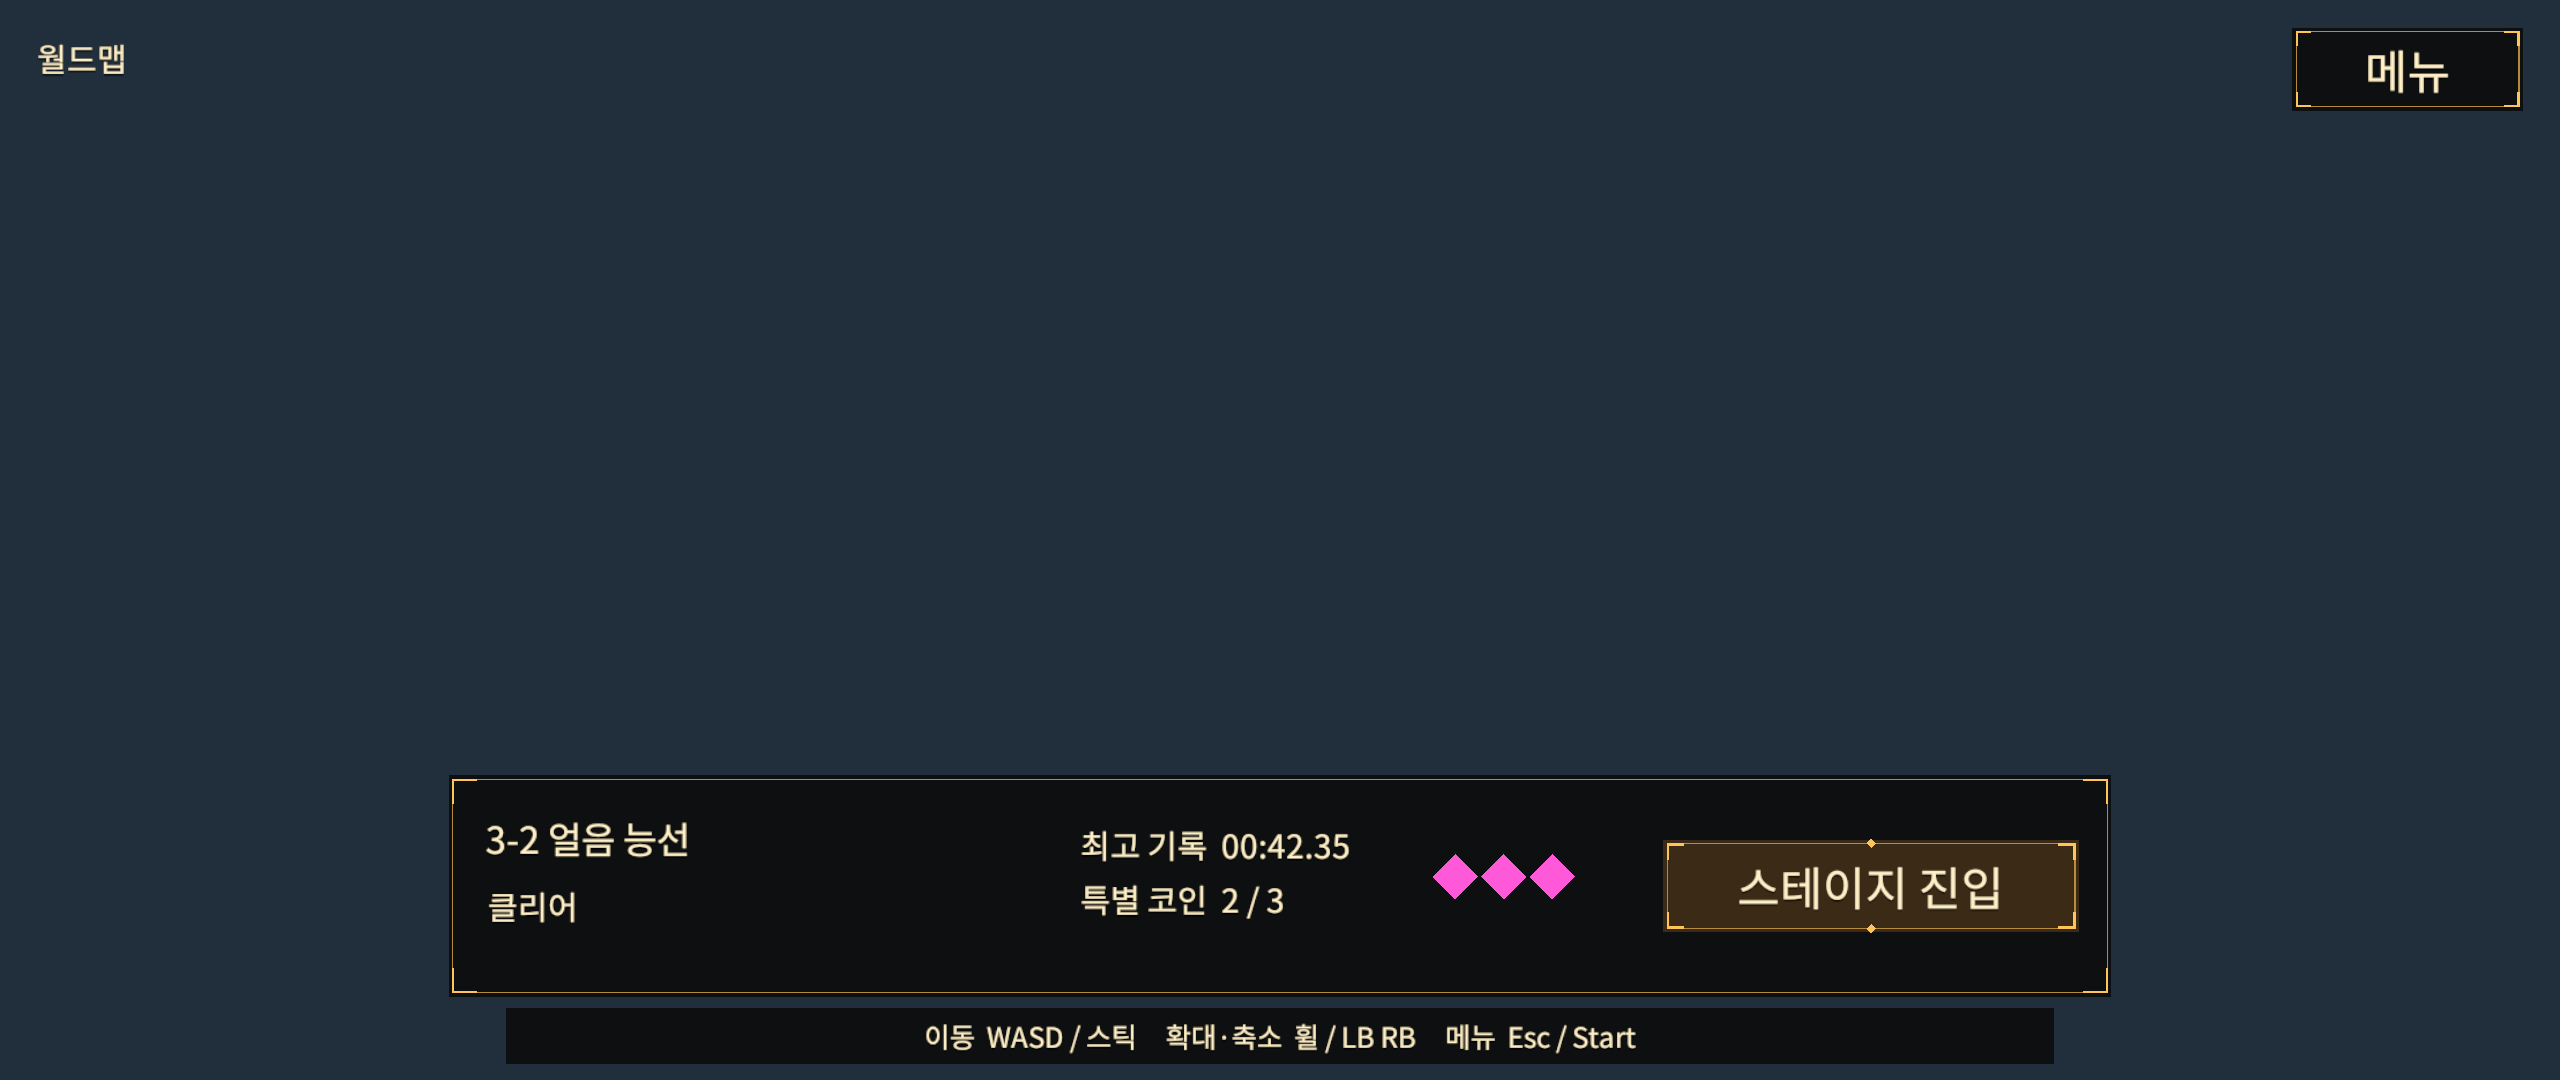 월드맵
메뉴
3-2 얼음 능선
클리어
최고 기록 00:42.35
특별 코인 2 / 3
스테이지 진입
이동 WASD / 스틱 확대·축소 휠 / LB RB 메뉴 Esc / Start